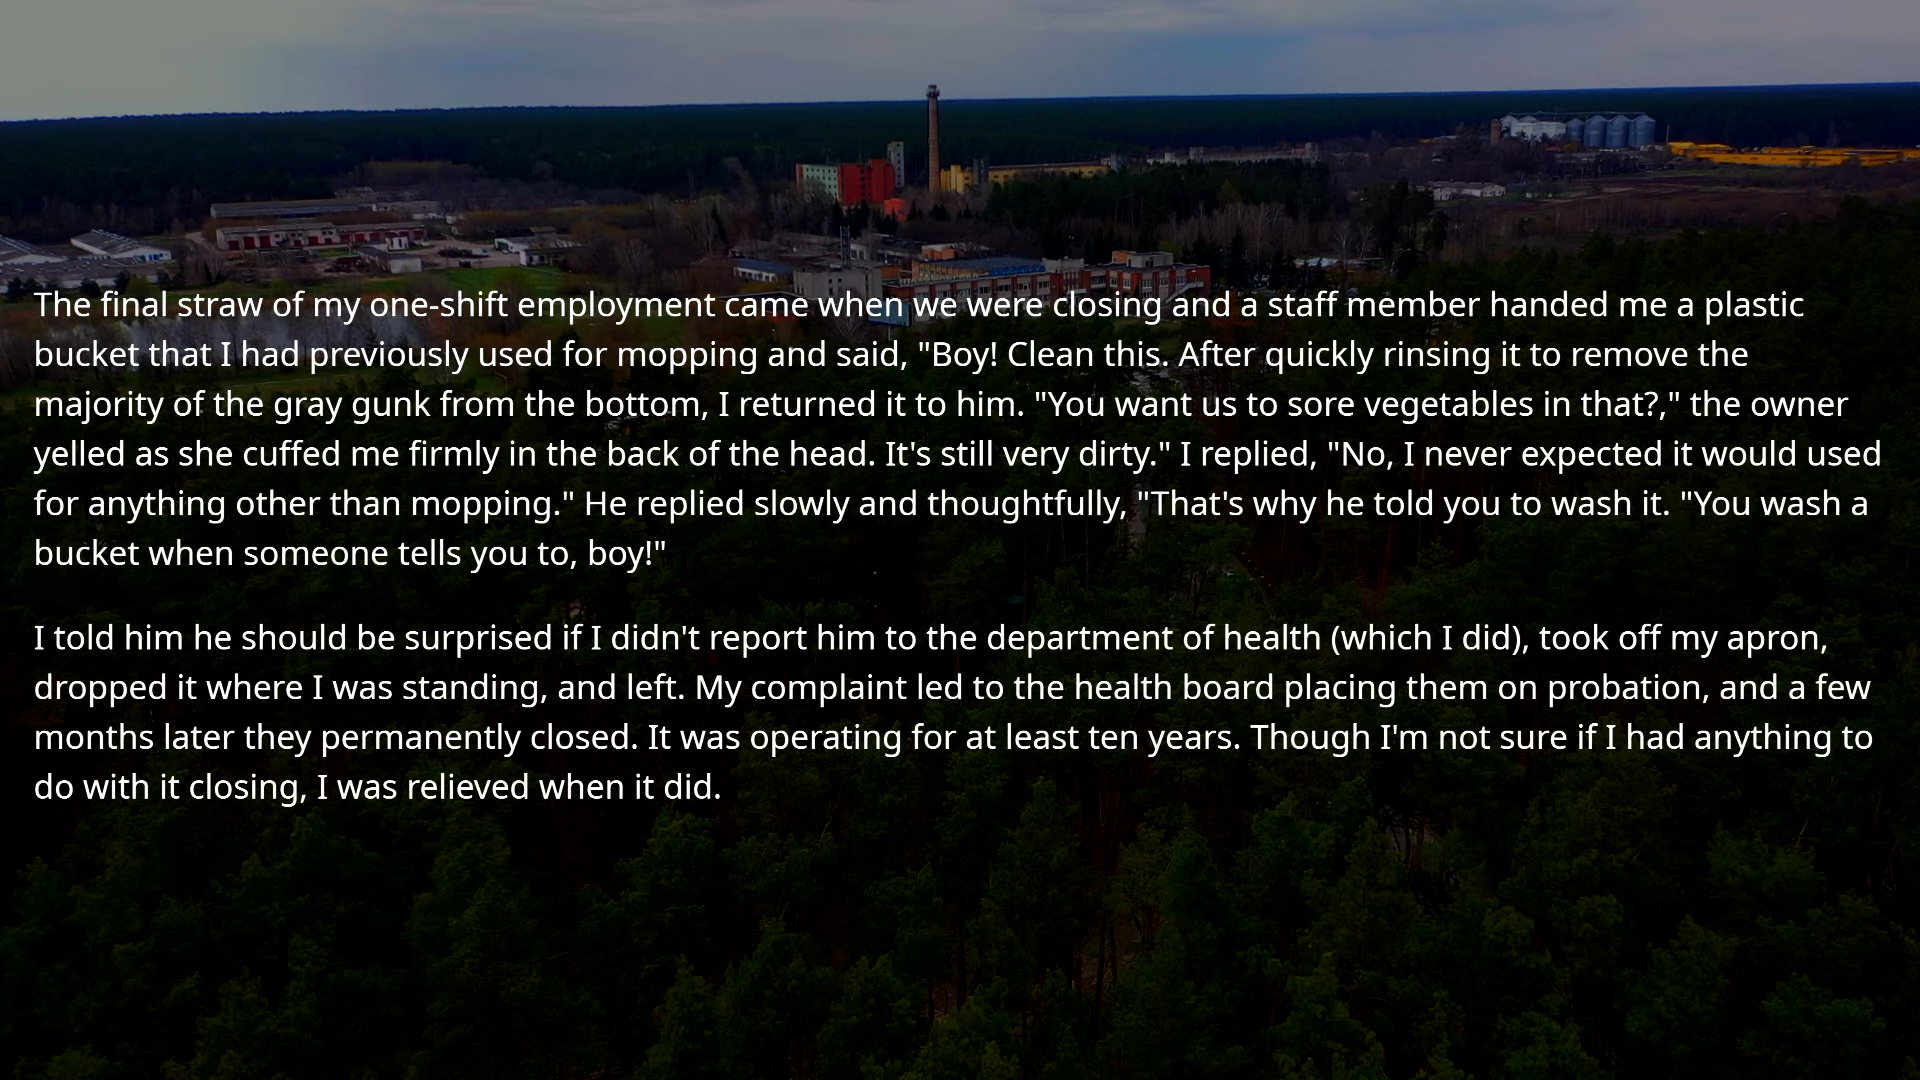 The final straw of my one-shift employment came when we were closing and a staff member handed me a plastic
bucket that I had previously used for mopping and said, "Boy! Clean this. After quickly rinsing it to remove the
majority of the gray gunk from the bottom, I returned it to him. "You want us to sore vegetables in that?," the owner
yelled as she cuffed me firmly in the back of the head. It's still very dirty." I replied, "No, I never expected it would used
for anything other than mopping." He replied slowly and thoughtfully, "That's why he told you to wash it. "You wash a
bucket when someone tells you to, boy!"
I told him he should be surprised if I didn't report him to the department of health (which I did), took off my apron,
dropped it where I was standing, and left. My complaint led to the health board placing them on probation, and a few
months later they permanently closed. It was operating for at least ten years. Though I'm not sure if I had anything to
do with it closing, I was relieved when it did.